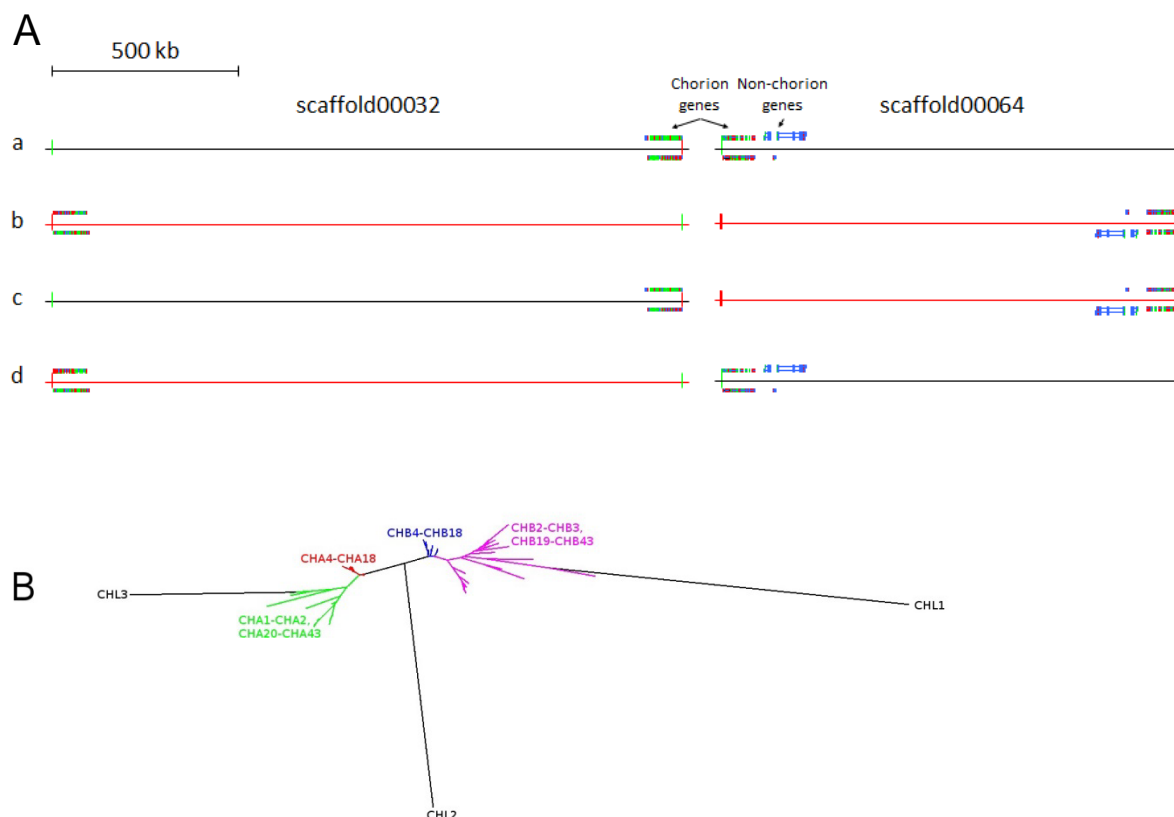 A
500 kb
Chorion genes
Non-chorion genes
scaffold00032
scaffold00064
a
b
c
d
B
CHB4-CHB18
CHB2-CHB3,
CHB19-CHB43
CHA4-CHA18
CHL3
CHL1
CHA1-CHA2,
CHA20-CHA43
CHL2